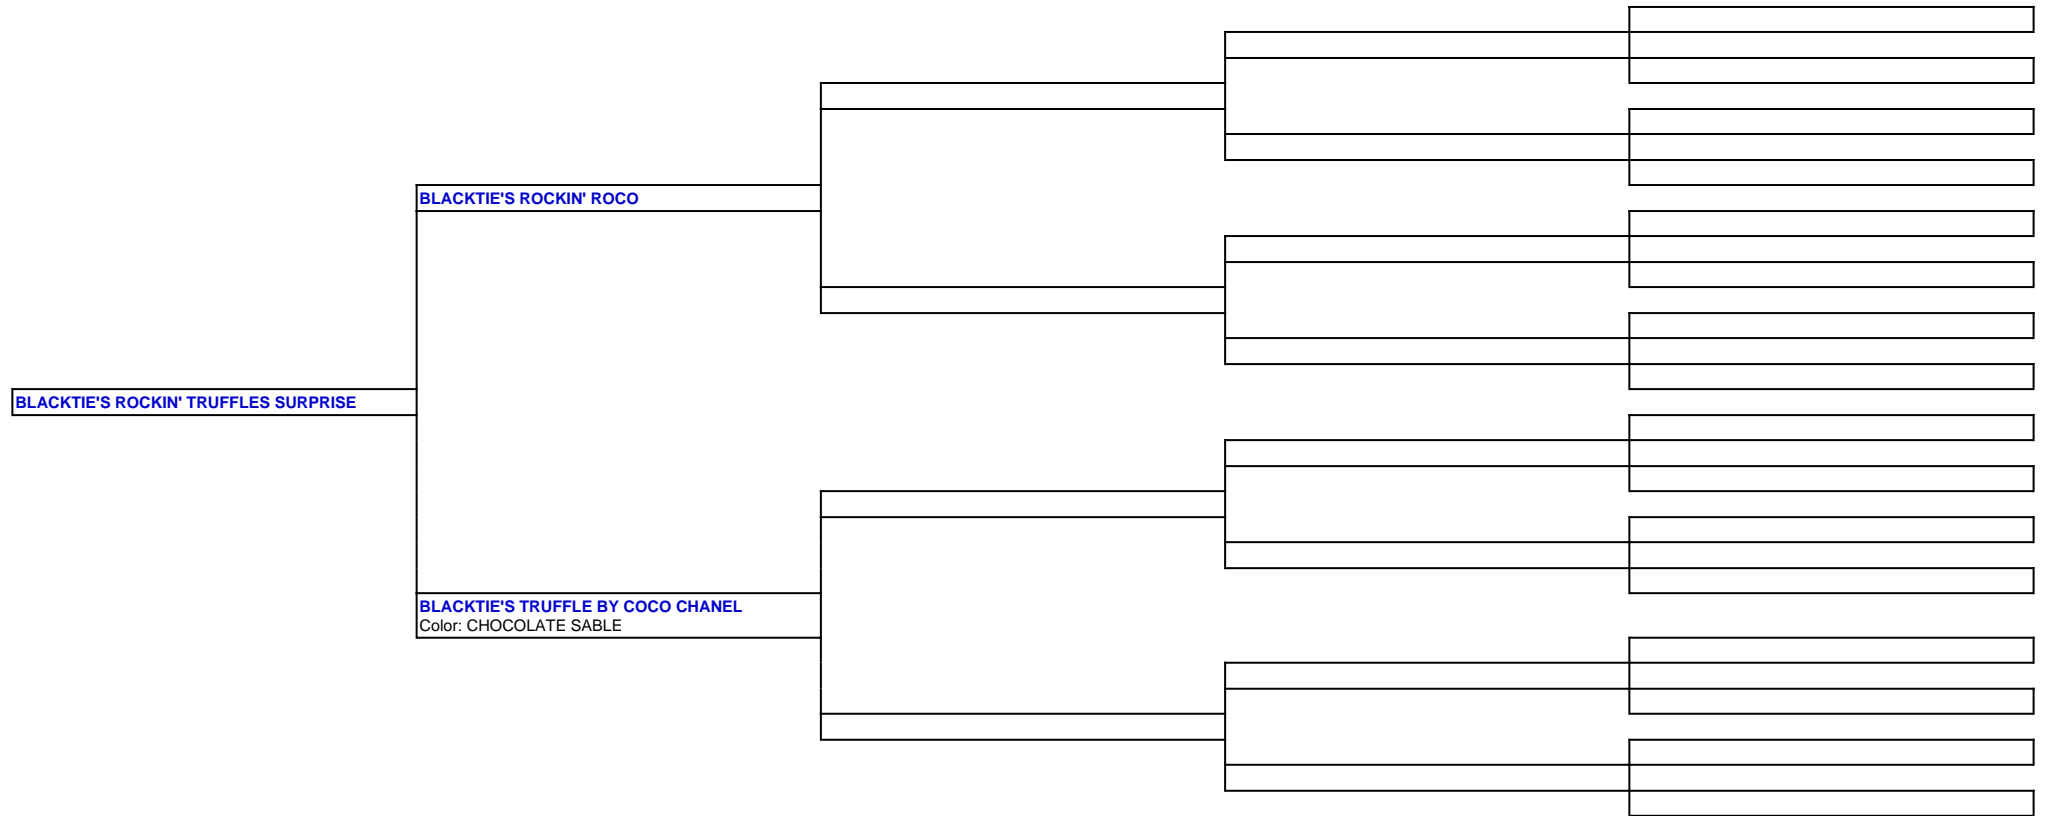 BLACKTIE'S ROCKIN' ROCO
BLACKTIE'S ROCKIN' TRUFFLES SURPRISE
BLACKTIE'S TRUFFLE BY COCO CHANEL
Color: CHOCOLATE SABLE